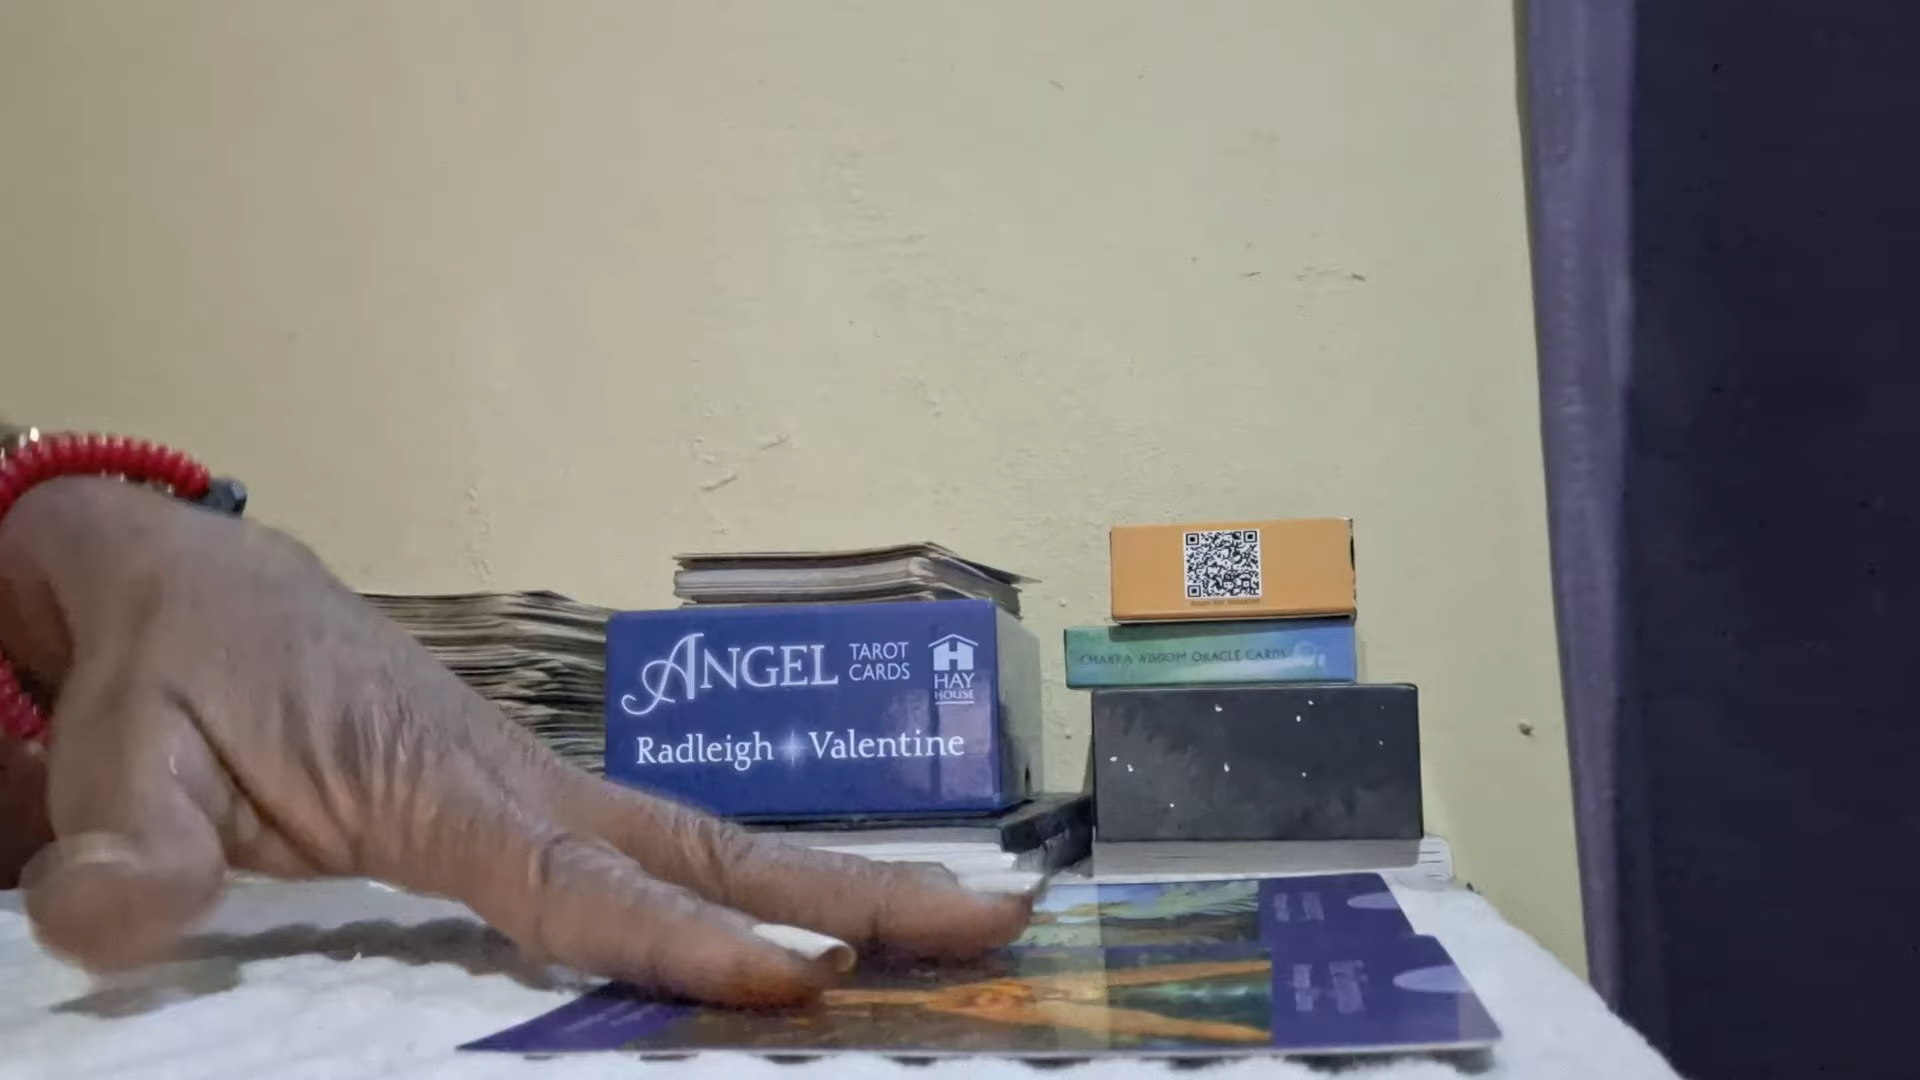 ANGEL TAROT CARDS
HAY HOUSE
Radleigh Valentine
CHAKRA WISDOM ORACLE CARDS